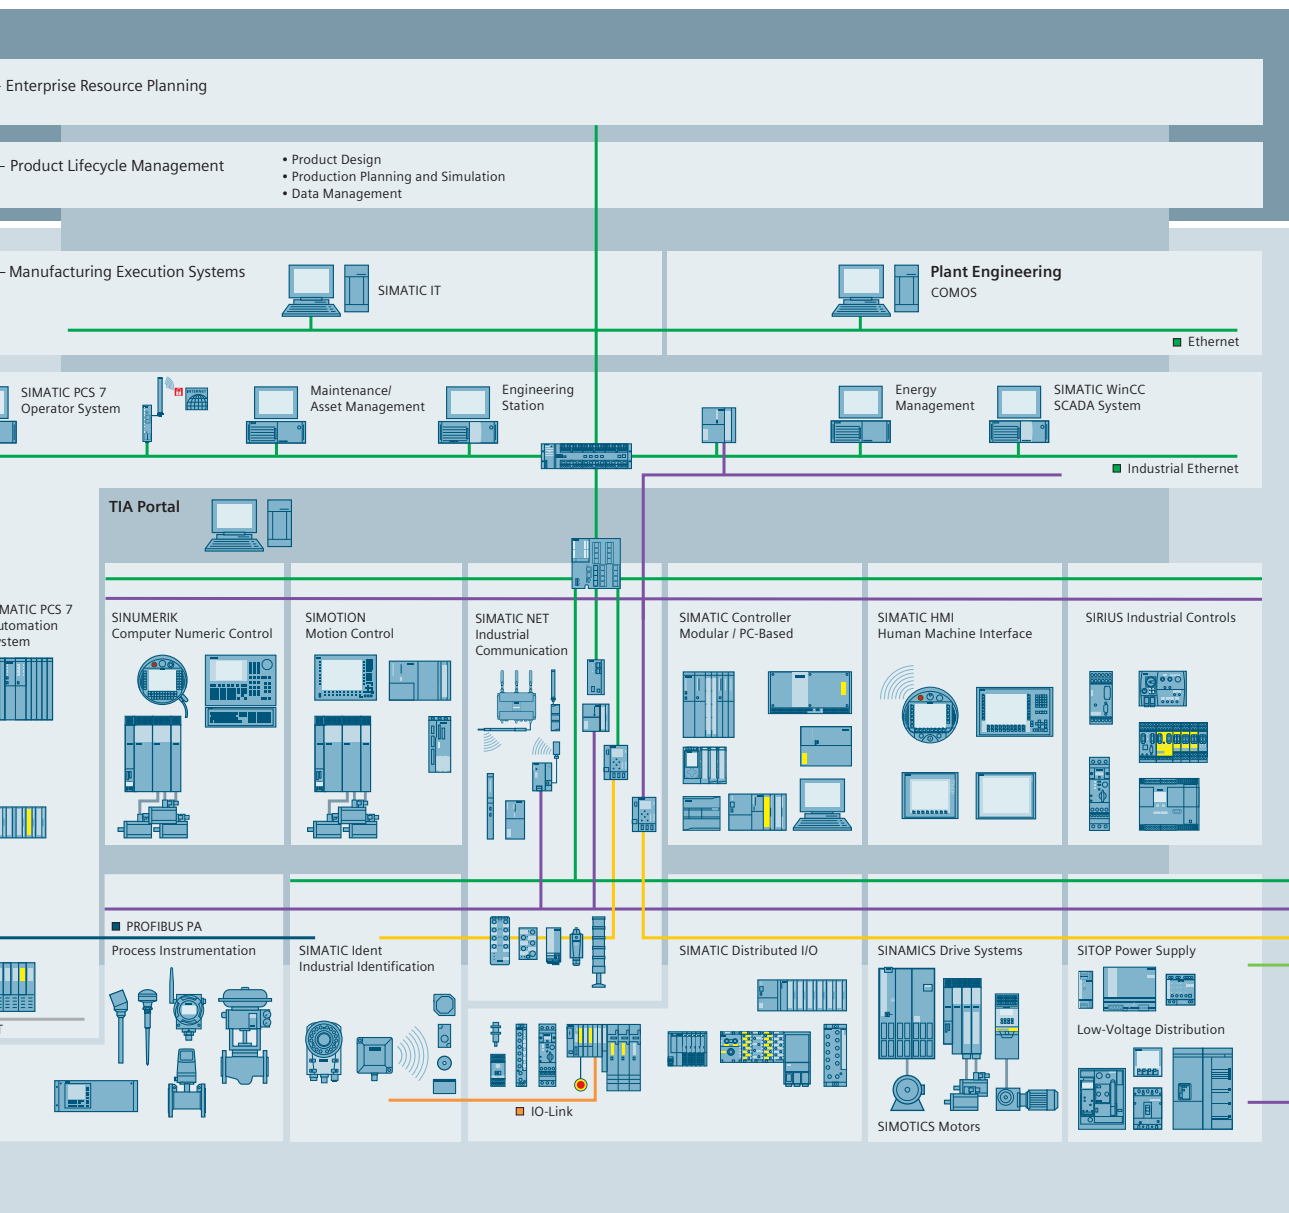 - Enterprise Resource Planning
– Product Lifecycle Management
• Product Design
• Production Planning and Simulation
• Data Management
– Manufacturing Execution Systems
SIMATIC IT
Plant Engineering
COMOS
Ethernet
SIMATIC PCS 7
Operator System
INTERNET
Maintenance/
Asset Management
Engineering
Station
Energy
Management
SIMATIC WinCC
SCADA System
Industrial Ethernet
TIA Portal
MATIC PCS 7
utomation
ystem
SINUMERIK
Computer Numeric Control
SIMOTION
Motion Control
SIMATIC NET
Industrial
Communication
SIMATIC Controller
Modular / PC-Based
SIMATIC HMI
Human Machine Interface
SIRIUS Industrial Controls
PROFIBUS PA
Process Instrumentation
SIMATIC Ident
Industrial Identification
SIMATIC Distributed I/O
SINAMICS Drive Systems
SITOP Power Supply
T
Low-Voltage Distribution
IO-Link
SIMOTICS Motors